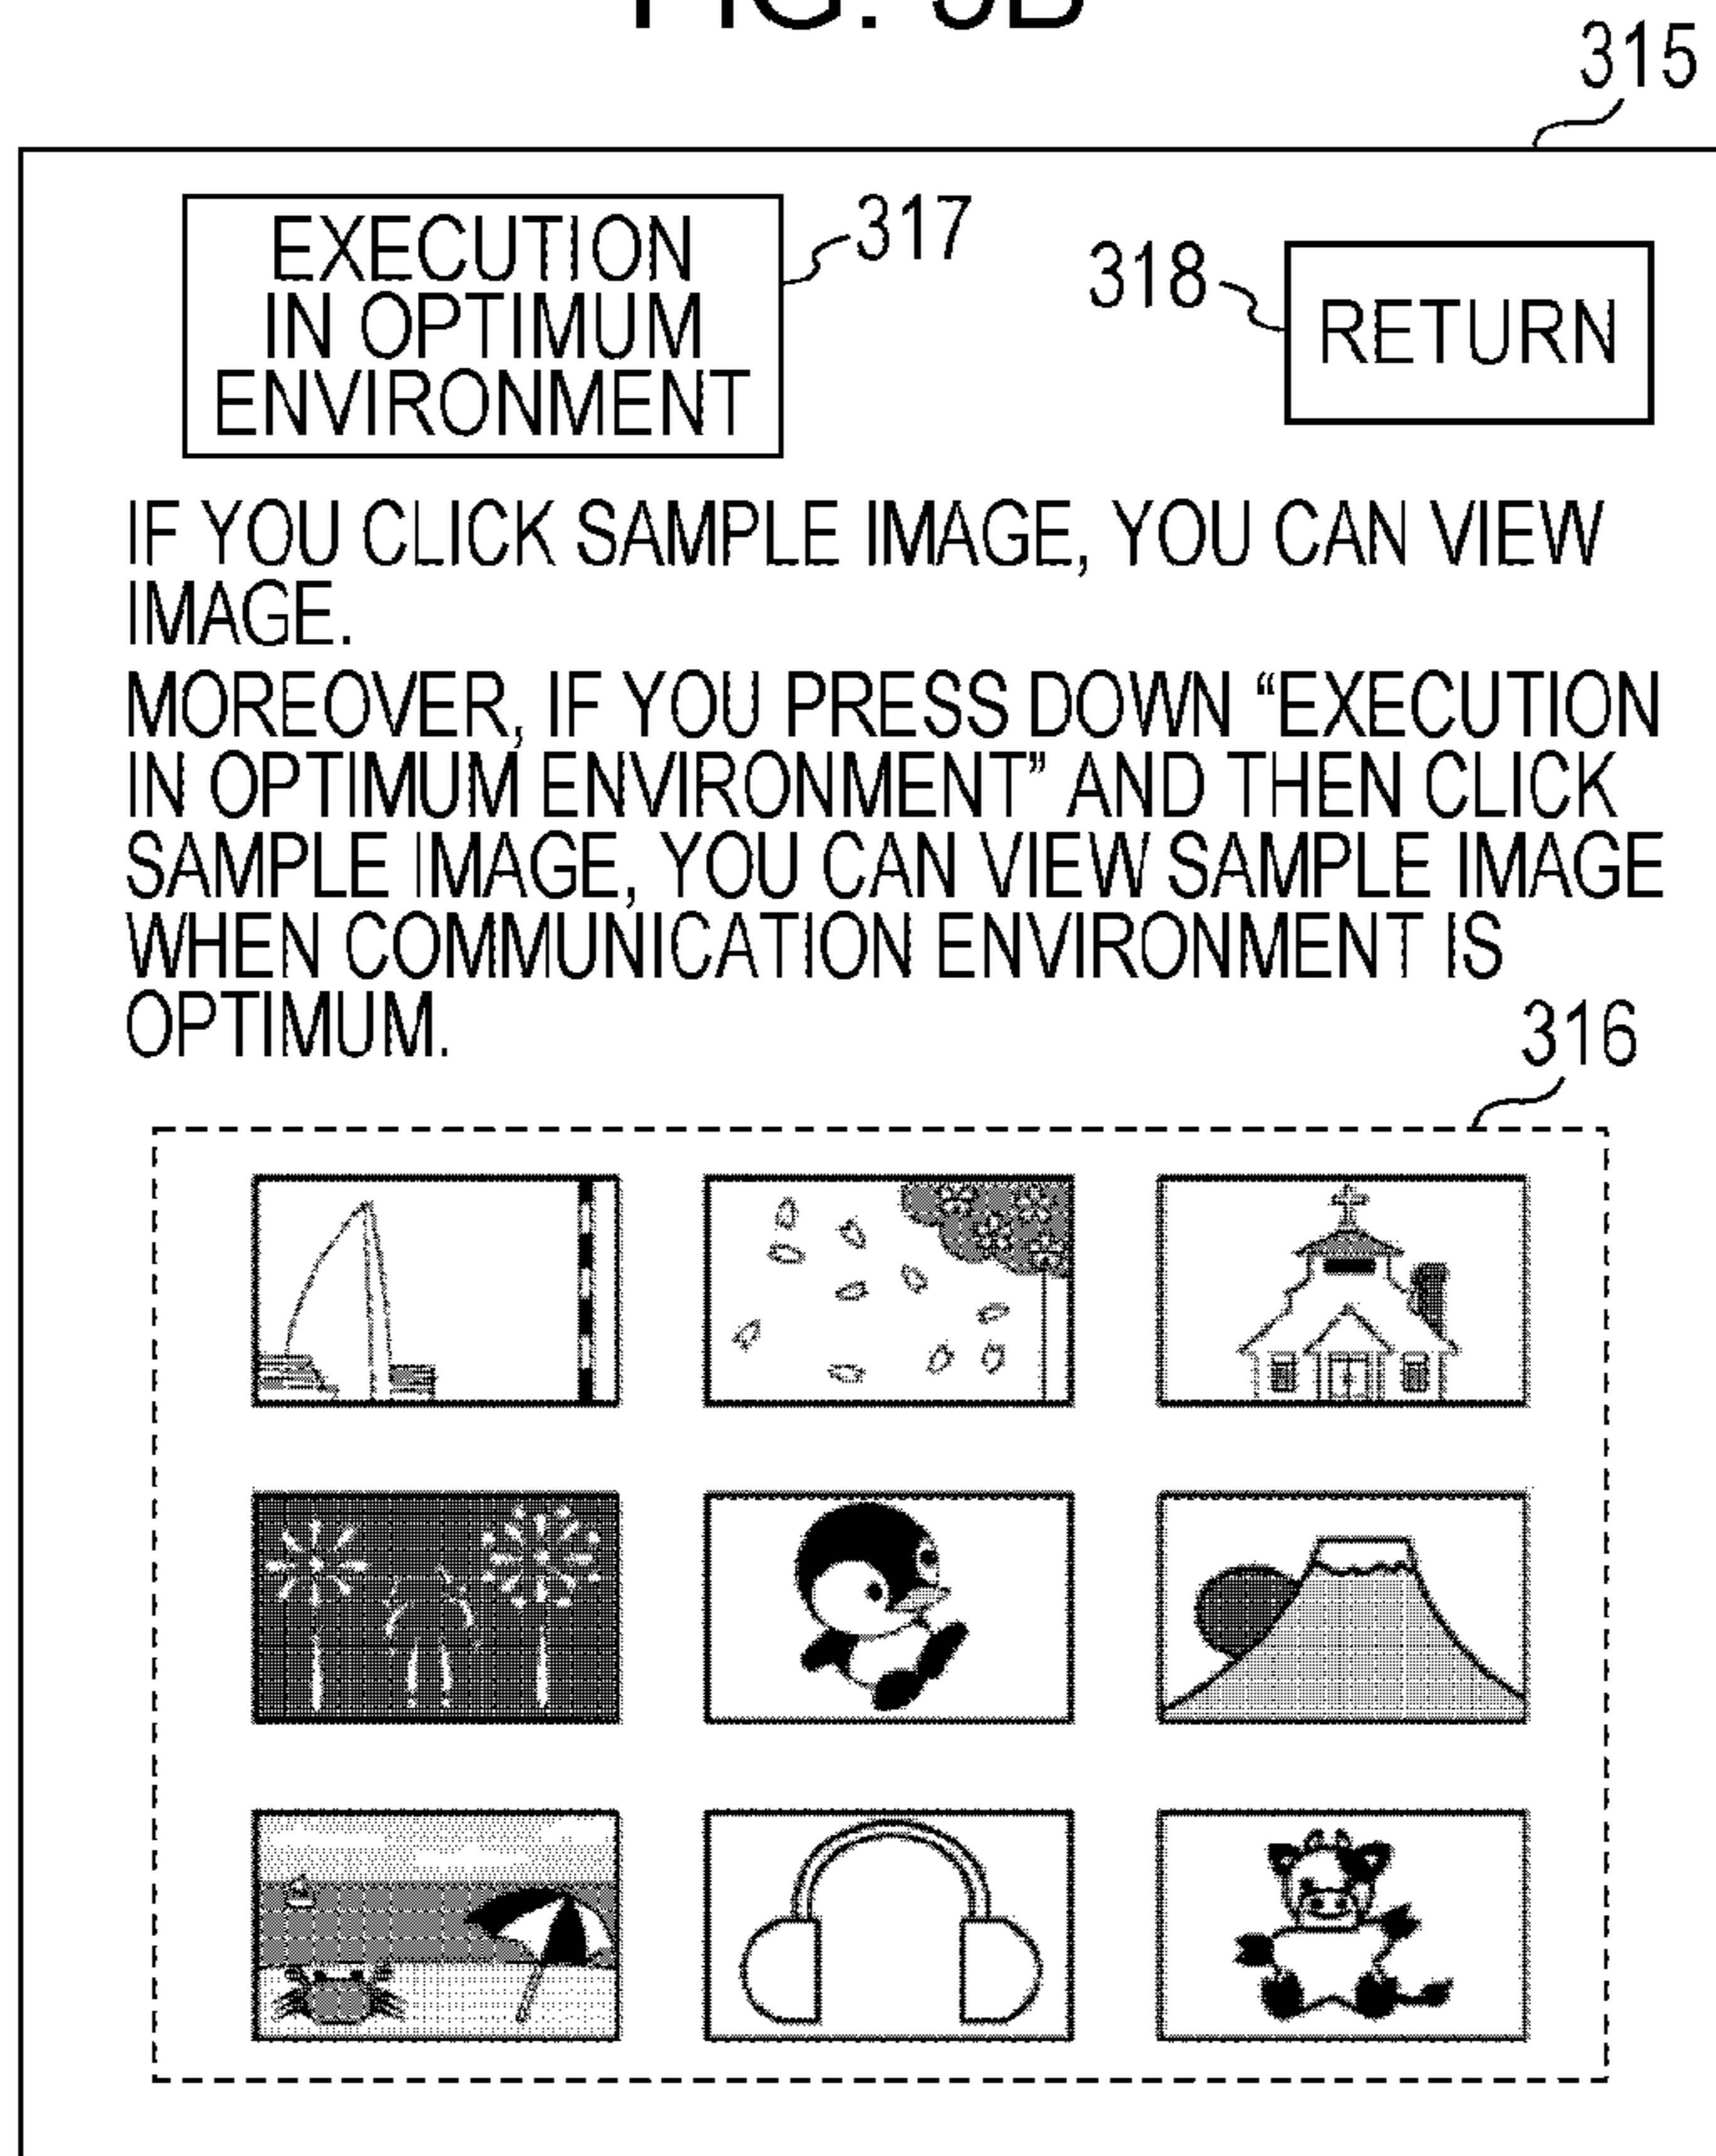 FIG. 3B
315
EXECUTION
IN OPTIMUM
ENVIRONMENT
317
318
RETURN
IF YOU CLICK SAMPLE IMAGE, YOU CAN VIEW
IMAGE.
MOREOVER, IF YOU PRESS DOWN “EXECUTION
IN OPTIMUM ENVIRONMENT” AND THEN CLICK
SAMPLE IMAGE, YOU CAN VIEW SAMPLE IMAGE
WHEN COMMUNICATION ENVIRONMENT IS
OPTIMUM.
316